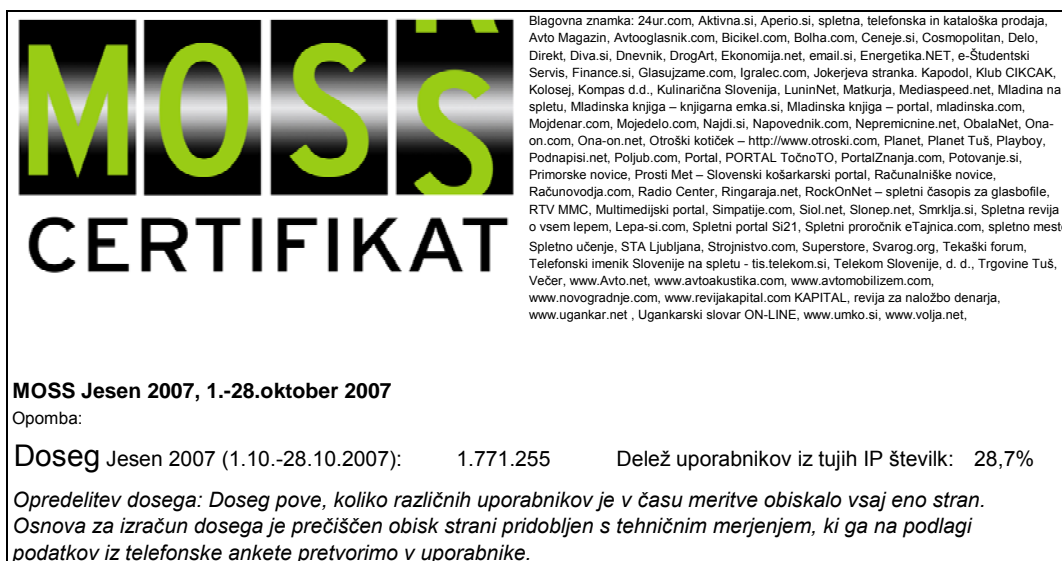 MOSS
CERTIFIKAT
Blagovna znamka: 24ur.com, Aktivna.si, Aperio.si, spletna, telefonska in kataloška prodaja,
Avto Magazin, Avtooglasnik.com, Bicikel.com, Bolha.com, Ceneje.si, Cosmopolitan, Delo,
Direkt, Diva.si, Dnevnik, DrogArt, Ekonomija.net, email.si, Energetika.NET, e-Študentski
Servis, Finance.si, Glasujzame.com, Igralec.com, Jokerjeva stranka. Kapodol, Klub CIKCAK,
Kolosej, Kompas d.d., Kulinarična Slovenija, LuninNet, Matkurja, Mediaspeed.net, Mladina na
spletu, Mladinska knjiga – knjigarna emka.si, Mladinska knjiga – portal, mladinska.com,
Mojdenar.com, Mojedelo.com, Najdi.si, Napovednik.com, Nepremicnine.net, ObalaNet, Ona-
on.com, Ona-on.net, Otroški kotiček – http://www.otroski.com, Planet, Planet Tuš, Playboy,
Podnapisi.net, Poljub.com, Portal, PORTAL TočnoTO, PortalZnanja.com, Potovanje.si,
Primorske novice, Prosti Met – Slovenski košarkarski portal, Računalniške novice,
Računovodja.com, Radio Center, Ringaraja.net, RockOnNet – spletni časopis za glasbofile,
RTV MMC, Multimedijski portal, Simpatije.com, Siol.net, Slonep.net, Smrklja.si, Spletna revija
o vsem lepem, Lepa-si.com, Spletni portal Si21, Spletni proročnik eTajnica.com, spletno mest
Spletno učenje, STA Ljubljana, Strojnistvo.com, Superstore, Svarog.org, Tekaški forum,
Telefonski imenik Slovenije na spletu - tis.telekom.si, Telekom Slovenije, d. d., Trgovine Tuš,
Večer, www.Avto.net, www.avtoakustika.com, www.avtomobilizem.com,
www.novogradnje.com, www.revijakapital.com KAPITAL, revija za naložbo denarja,
www.ugankar.net , Ugankarski slovar ON-LINE, www.umko.si, www.volja.net,
MOSS Jesen 2007, 1.-28.oktober 2007
Opomba:
Doseg Jesen 2007 (1.10.-28.10.2007): 1.771.255 Delež uporabnikov iz tujih IP številk: 28,7%
Opredelitev dosega: Doseg pove, koliko različnih uporabnikov je v času meritve obiskalo vsaj eno stran.
Osnova za izračun dosega je prečiščen obisk strani pridobljen s tehničnim merjenjem, ki ga na podlagi
podatkov iz telefonske ankete pretvorimo v uporabnike.